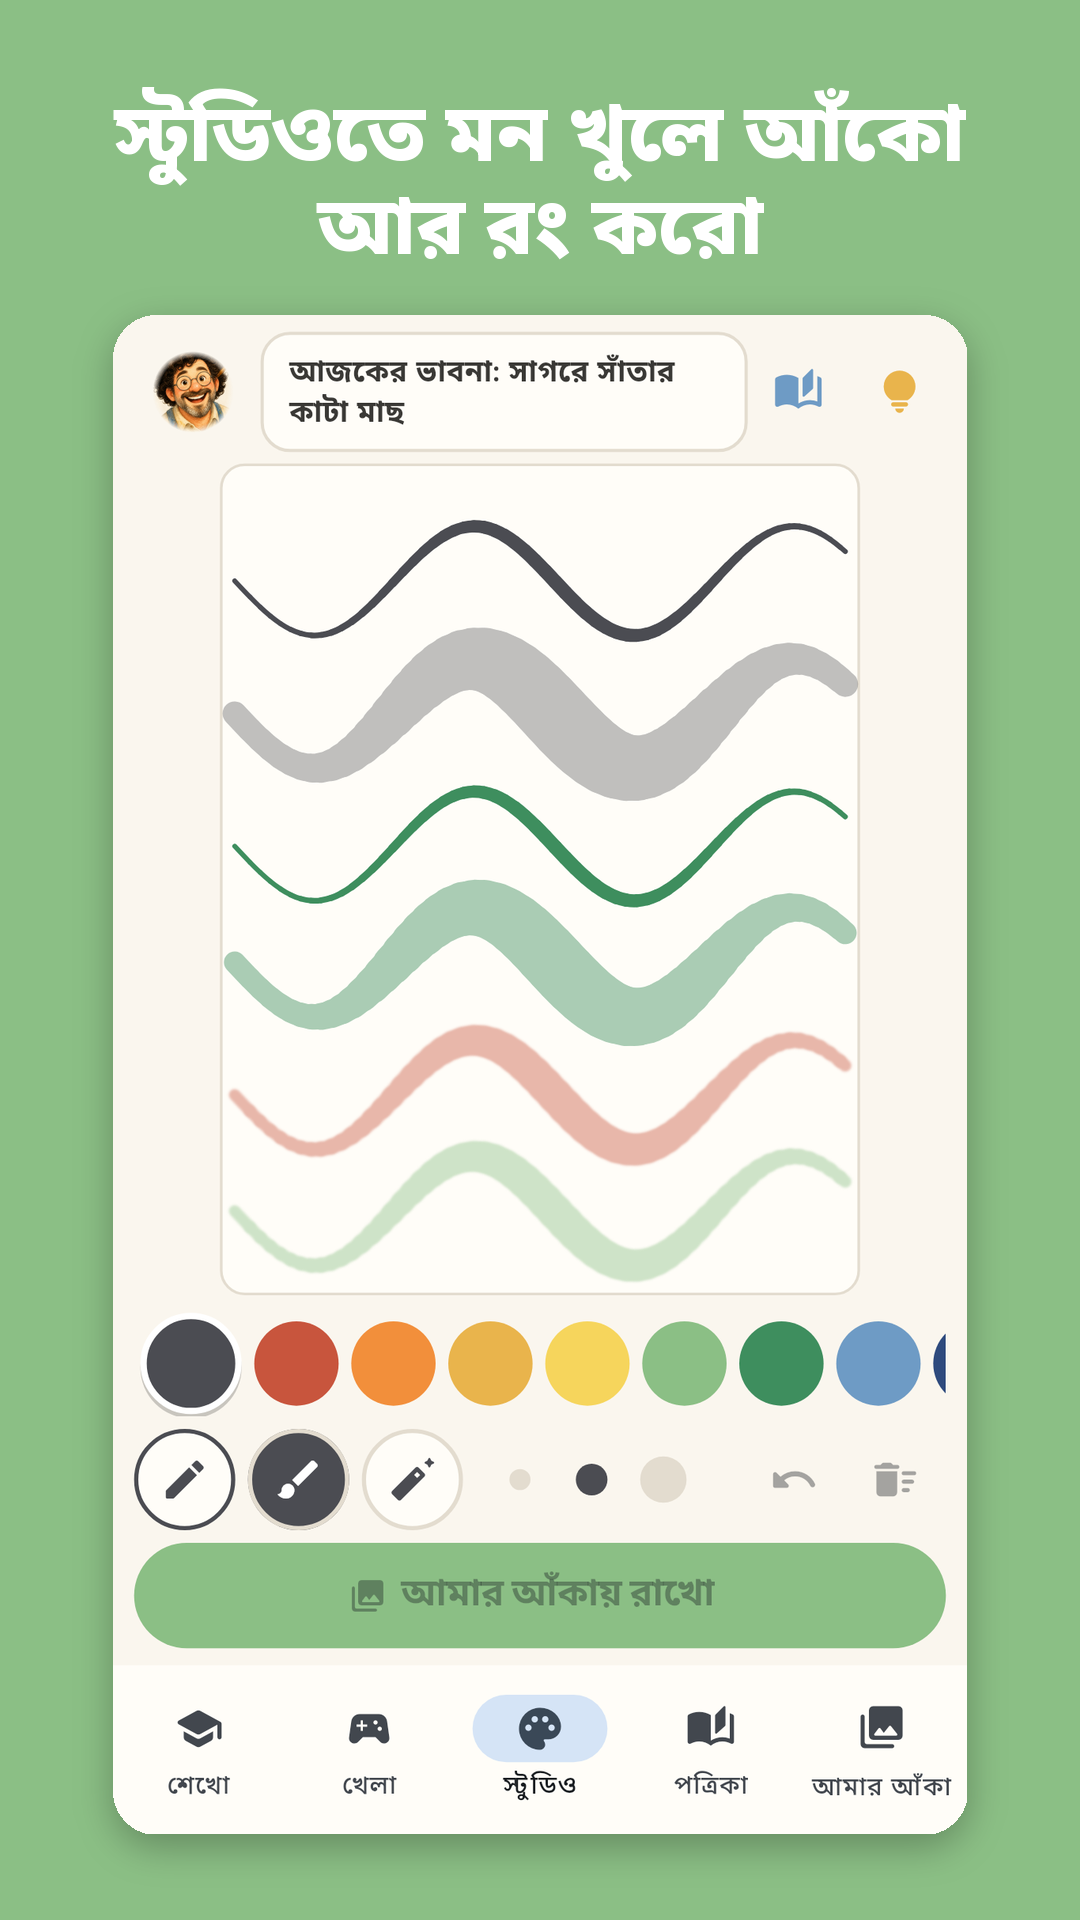 স্টুডিওতে মন খুলে আঁকো
আর রং করো
আজকের ভাবনা: সাগরে সাঁতার
কাটা মাছ
আমার আঁকায় রাখো
শেখো
খেলা
স্টুডিও
পত্রিকা
আমার আঁকা